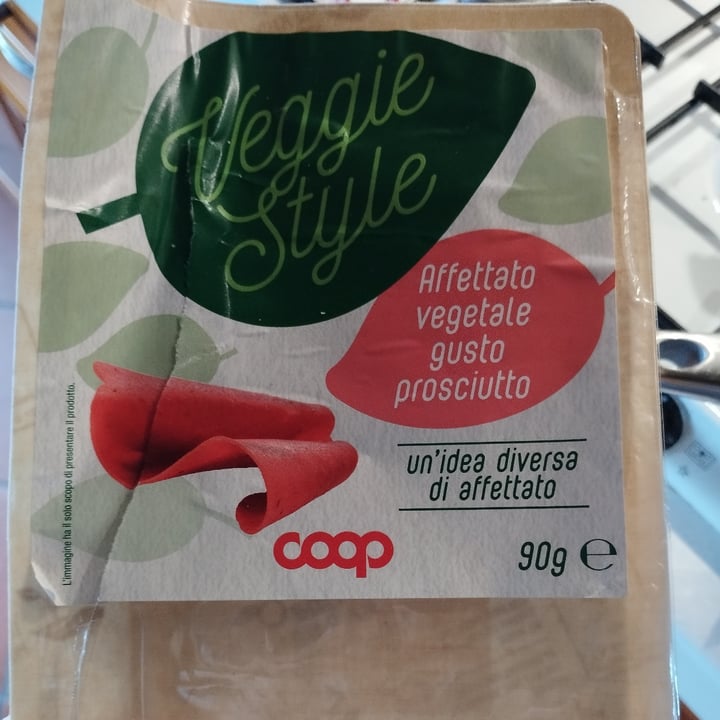 Veggie
Style
Affettato
vegetale
gusto
prosciutto
un'idea diversa
di affettato
coop
90g ℮
L'immagine ha il solo scopo di presentare il prodotto.